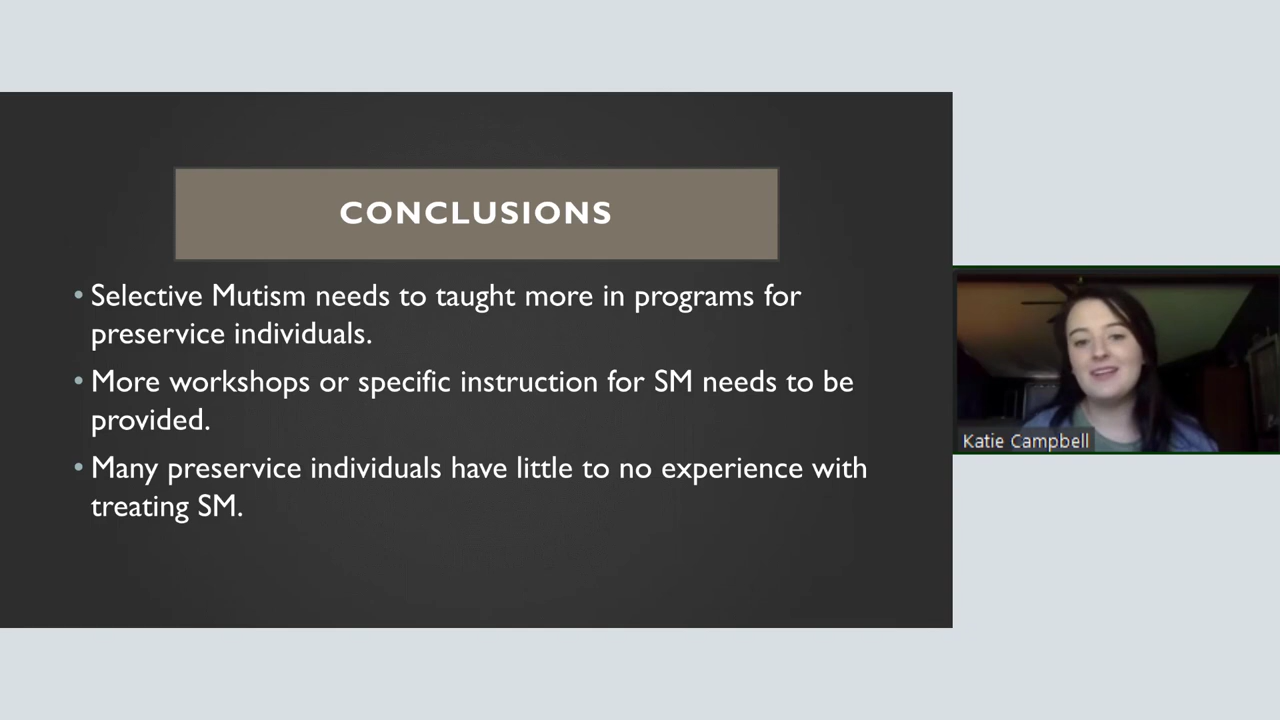 CONCLUSIONS
• Selective Mutism needs to taught more in programs for
preservice individuals.
• More workshops or specific instruction for SM needs to be
provided.
• Many preservice individuals have little to no experience with
treating SM.
Katie Campbell